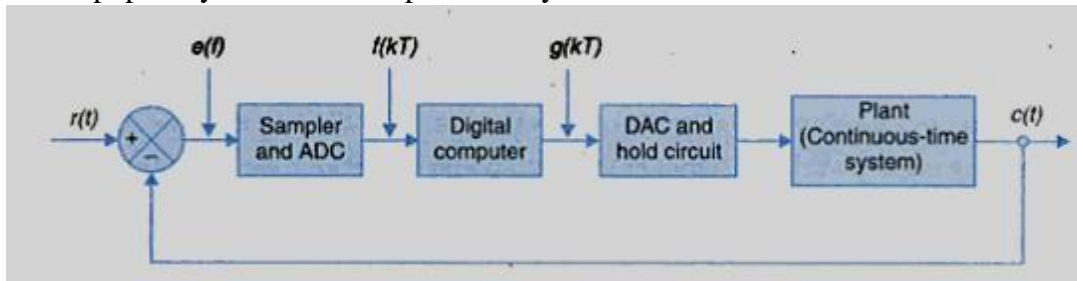 e(f)
f(kT)
g(kT)
r(t)
+
−
Sampler
and ADC
Digital
computer
DAC and
hold circuit
Plant
(Continuous-time
system)
c(t)